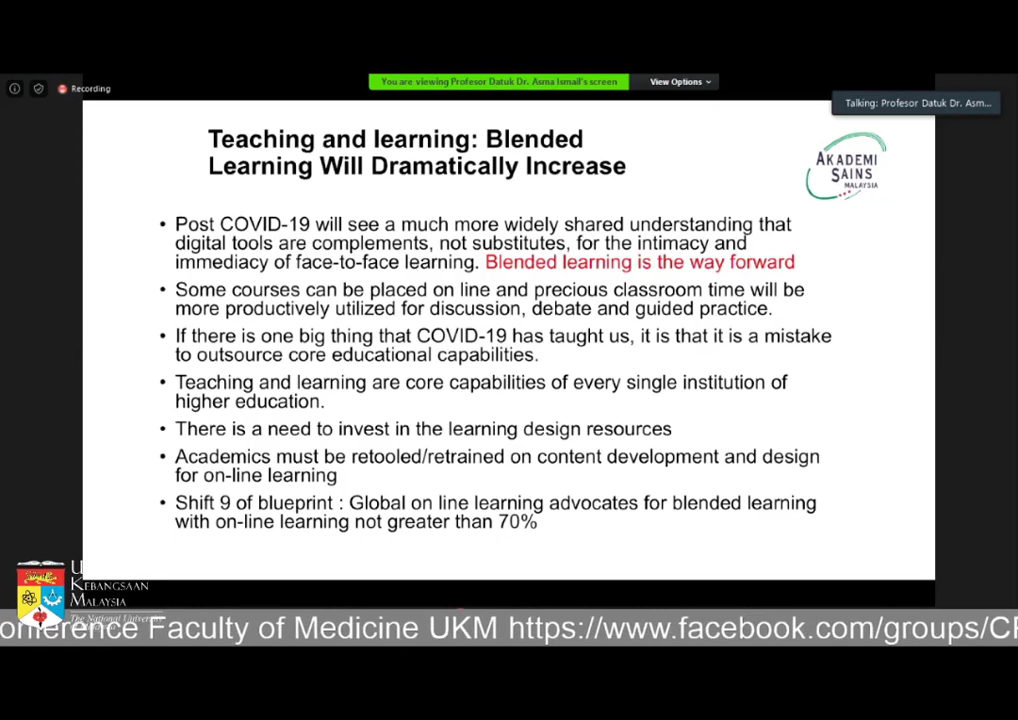 You are viewing Profesor Datuk Dr. Asma Ismail's screen
View Options
Recording
Talking: Profesor Datuk Dr. Asm...
Teaching and learning: Blended
Learning Will Dramatically Increase
AKADEMI
SAINS
MALAYSIA
• Post COVID-19 will see a much more widely shared understanding that
digital tools are complements, not substitutes, for the intimacy and
immediacy of face-to-face learning. Blended learning is the way forward
• Some courses can be placed on line and precious classroom time will be
more productively utilized for discussion, debate and guided practice.
• If there is one big thing that COVID-19 has taught us, it is that it is a mistake
to outsource core educational capabilities.
• Teaching and learning are core capabilities of every single institution of
higher education.
• There is a need to invest in the learning design resources
• Academics must be retooled/retrained on content development and design
for on-line learning
• Shift 9 of blueprint : Global on line learning advocates for blended learning
with on-line learning not greater than 70%
KEBANGSAAN
MALAYSIA
The National
onference Faculty of Medicine UKM https://www.facebook.com/groups/